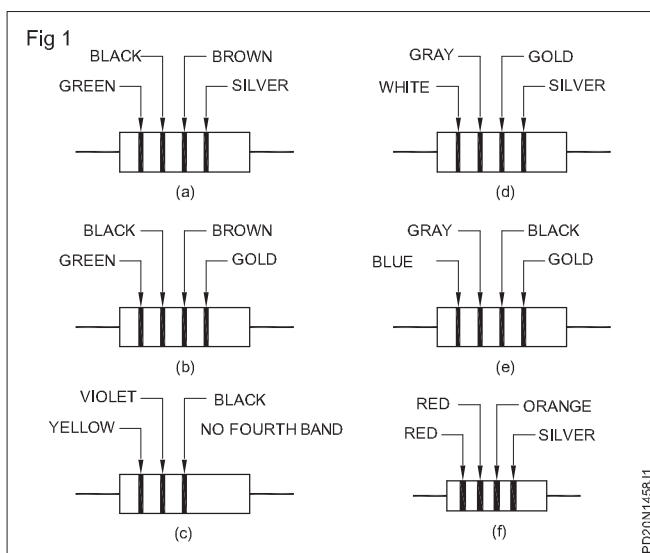 Fig 1
BLACK BROWN
GREEN SILVER
(a)
GRAY GOLD
WHITE SILVER
(d)
BLACK BROWN
GREEN GOLD
(b)
GRAY BLACK
BLUE GOLD
(e)
VIOLET BLACK
YELLOW NO FOURTH BAND
(c)
RED ORANGE
RED SILVER
(f)
PD20N1458J1